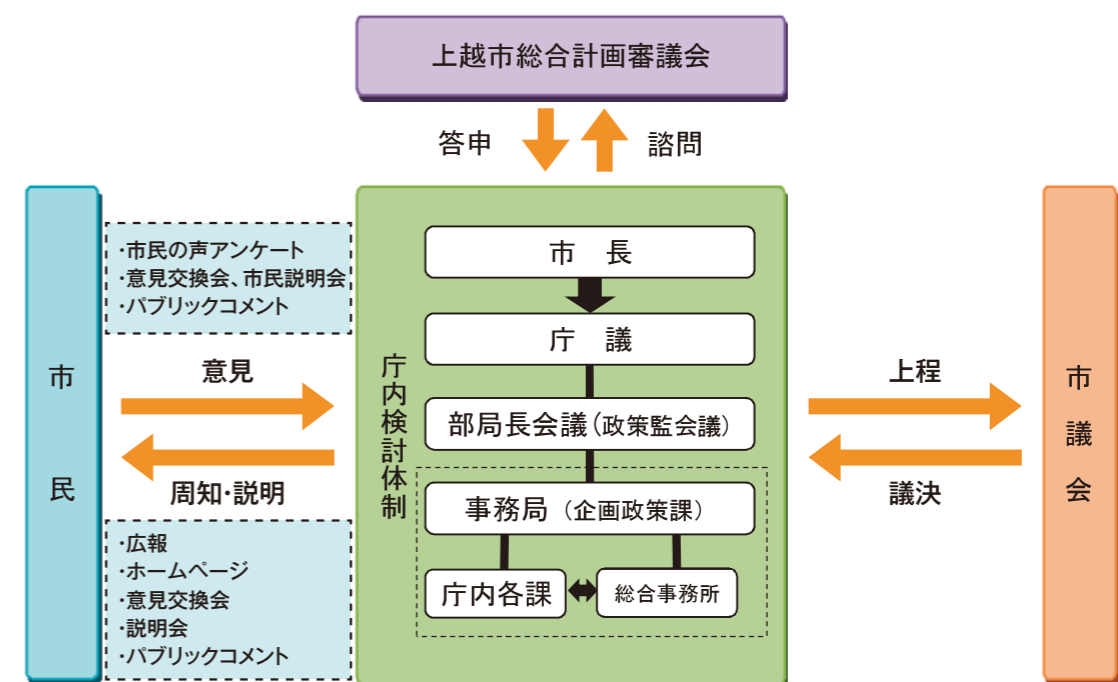 上越市総合計画審議会
答申
諮問
市民
・市民の声アンケート
・意見交換会、市民説明会
・パブリックコメント
意見
周知・説明
・広報
・ホームページ
・意見交換会
・説明会
・パブリックコメント
庁内検討体制
市　長
庁　議
部局長会議（政策監会議）
事務局（企画政策課）
庁内各課
総合事務所
上程
議決
市議会